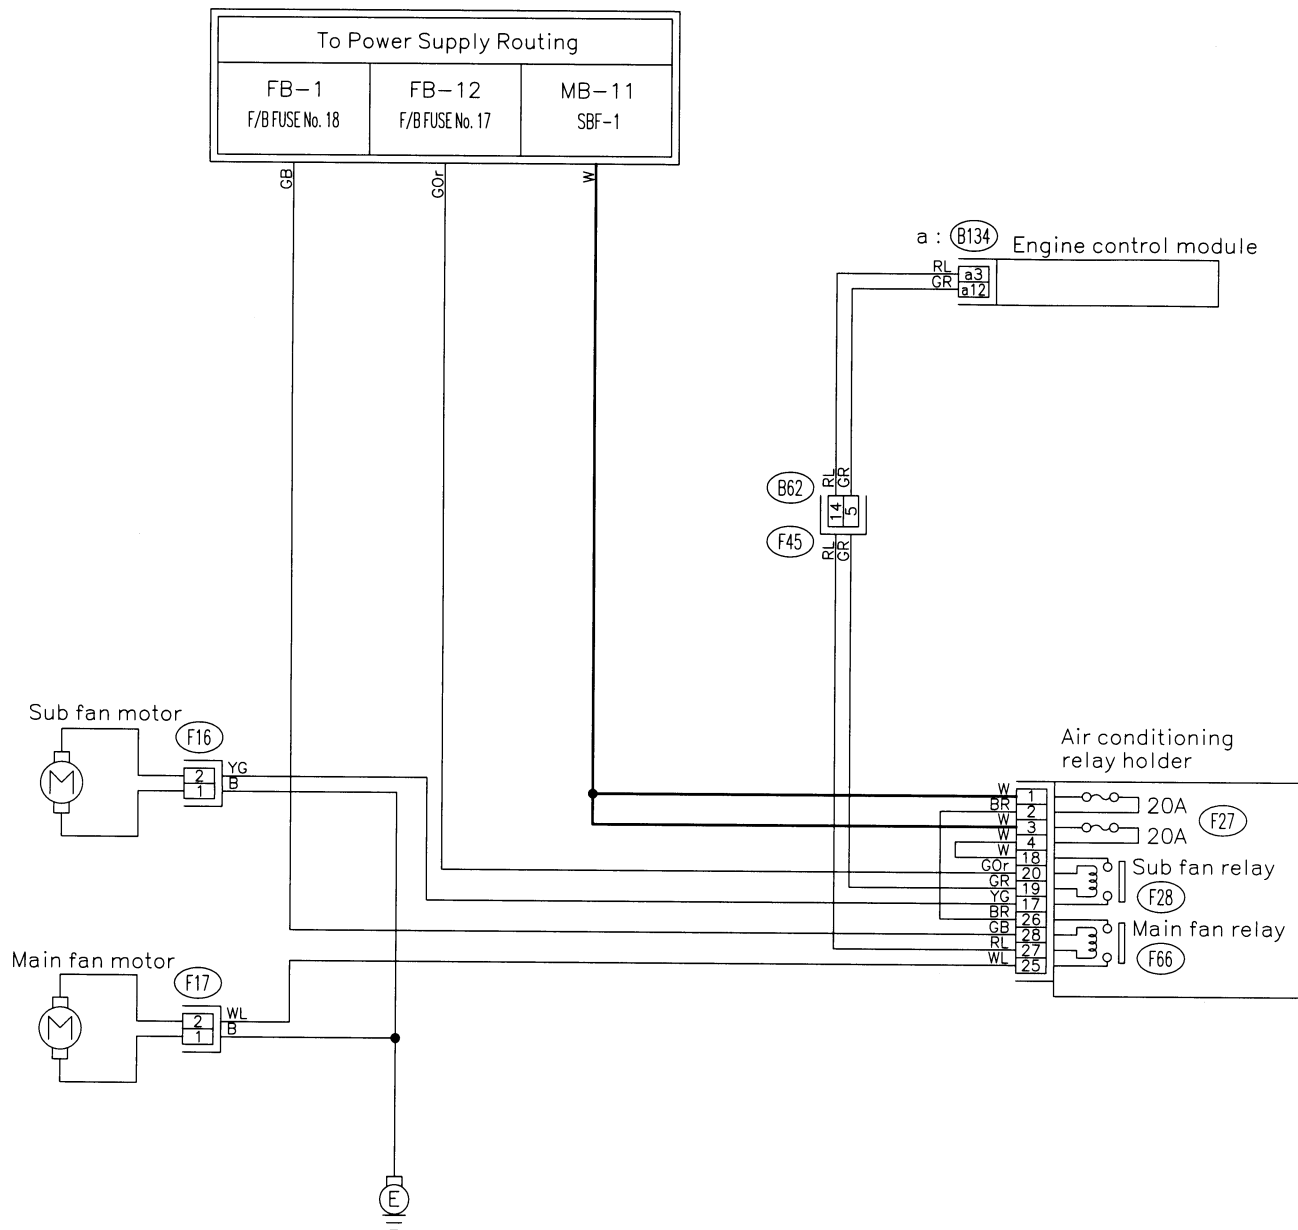 To Power Supply Routing
FB-1
F/B FUSE No. 18
FB-12
F/B FUSE No. 17
MB-11
SBF-1
GB
GOr
W
a : B134
Engine control module
RL a3
GR a12
RL GR
B62
14 5
F45
RL GR
Sub fan motor
F16
M
2 YG
1 B
Air conditioning
relay holder
W 1
BR 2 20A
W 3 F27
W 4 20A
W 18
GOr 20 Sub fan relay
GR 19
YG 17 F28
BR 26
GB 28 Main fan relay
RL 27
WL 25 F66
Main fan motor
F17
M
2 WL
1 B
E